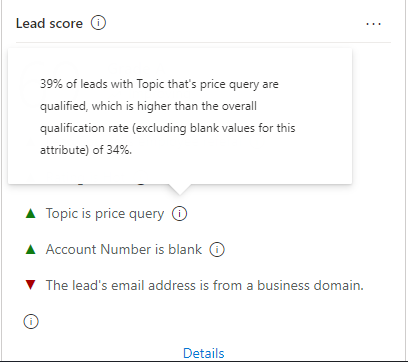 Lead score
39% of leads with Topic that's price query are
qualified, which is higher than the overall
qualification rate (excluding blank values for this
attribute) of 34%.
Topic is price query
Account Number is blank
The lead's email address is from a business domain.
Details